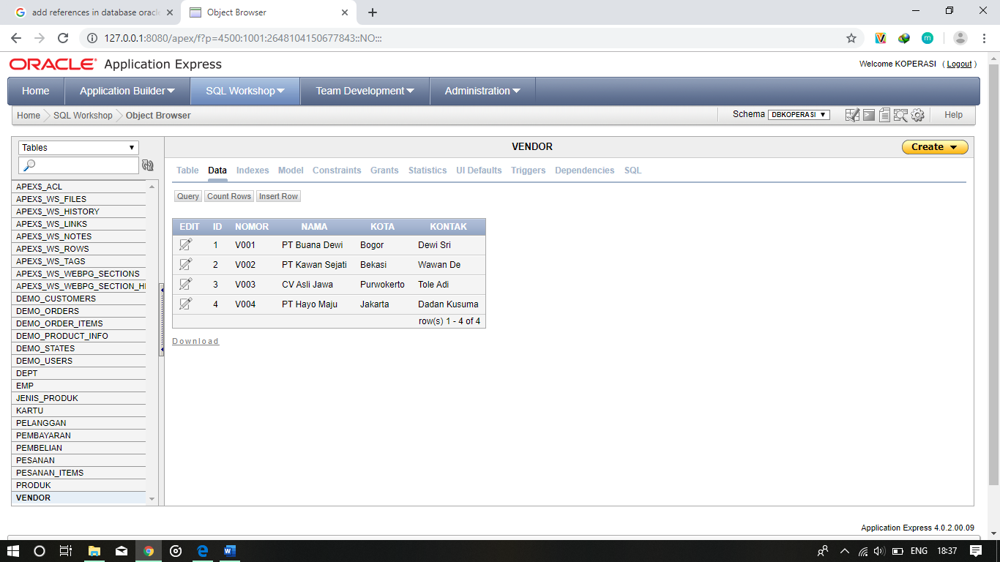 add references in database oracle
Object Browser
127.0.0.1:8080/apex/f?p=4500:1001:2648104150677843::NO:::
ORACLE Application Express
Welcome KOPERASI ( Logout )
Home Application Builder SQL Workshop Team Development Administration
Home SQL Workshop Object Browser
Schema DBKOPERASI Help
Tables
VENDOR
Create
Table Data Indexes Model Constraints Grants Statistics UI Defaults Triggers Dependencies SQL
Query Count Rows Insert Row
EDIT ID NOMOR NAMA KOTA KONTAK
1 V001 PT Buana Dewi Bogor Dewi Sri
2 V002 PT Kawan Sejati Bekasi Wawan De
3 V003 CV Asli Jawa Purwokerto Tole Adi
4 V004 PT Hayo Maju Jakarta Dadan Kusuma
row(s) 1 - 4 of 4
Download
APEX$_ACL
APEX$_WS_FILES
APEX$_WS_HISTORY
APEX$_WS_LINKS
APEX$_WS_NOTES
APEX$_WS_ROWS
APEX$_WS_TAGS
APEX$_WS_WEBPG_SECTIONS
APEX$_WS_WEBPG_SECTION_HI
DEMO_CUSTOMERS
DEMO_ORDERS
DEMO_ORDER_ITEMS
DEMO_PRODUCT_INFO
DEMO_STATES
DEMO_USERS
DEPT
EMP
JENIS_PRODUK
KARTU
PELANGGAN
PEMBAYARAN
PEMBELIAN
PESANAN
PESANAN_ITEMS
PRODUK
VENDOR
Application Express 4.0.2.00.09
ENG 18:37